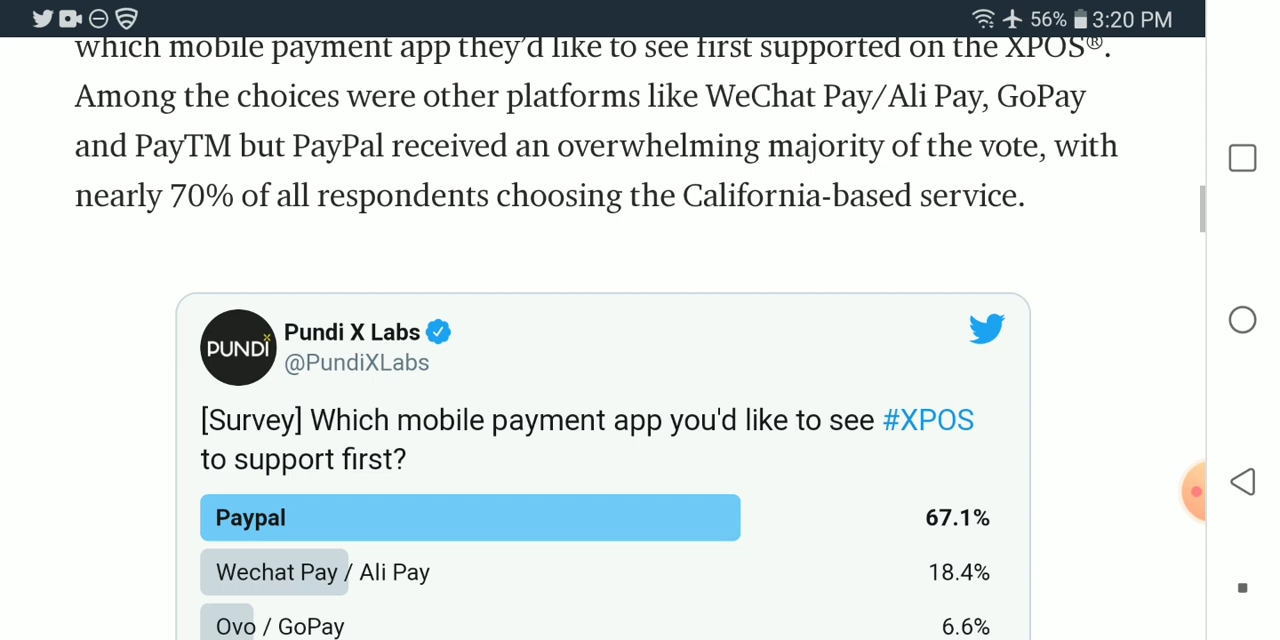 56% 3:20 PM
which mobile payment app they'd like to see first supported on the XPOS®.
Among the choices were other platforms like WeChat Pay/Ali Pay, GoPay
and PayTM but PayPal received an overwhelming majority of the vote, with
nearly 70% of all respondents choosing the California-based service.
PUNDI X
Pundi X Labs
@PundiXLabs
[Survey] Which mobile payment app you'd like to see #XPOS
to support first?
Paypal 67.1%
Wechat Pay / Ali Pay 18.4%
Ovo / GoPay 6.6%